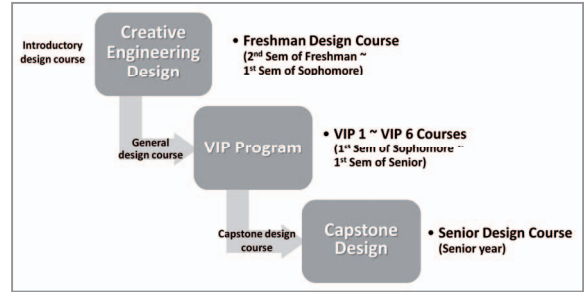 Introductory
design course
Creative
Engineering
Design
• Freshman Design Course
(2nd Sem of Freshman ~
1st Sem of Sophomore)
General
design course
VIP Program
• VIP 1 ~ VIP 6 Courses
(1st Sem of Sophomore ~
1st Sem of Senior)
Capstone design
course
Capstone
Design
• Senior Design Course
(Senior year)